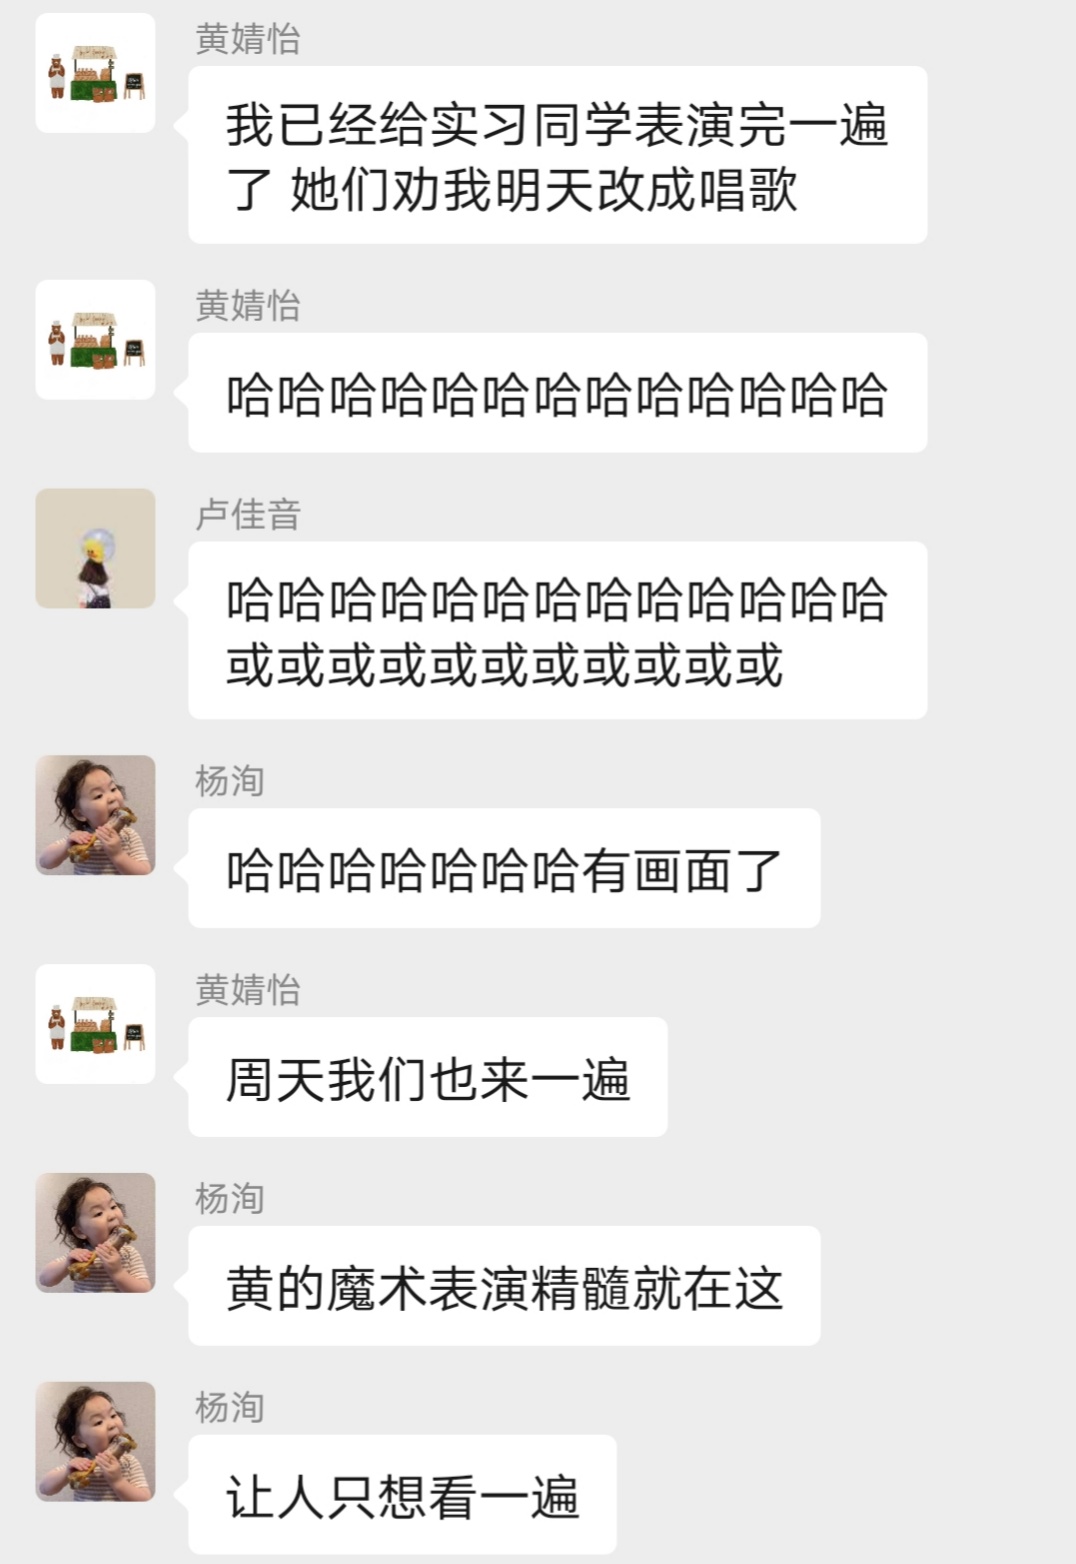 黄婧怡
我已经给实习同学表演完一遍
了 她们劝我明天改成唱歌
黄婧怡
哈哈哈哈哈哈哈哈哈哈哈哈哈
卢佳音
哈哈哈哈哈哈哈哈哈哈哈哈哈
或或或或或或或或或或或
杨洵
哈哈哈哈哈哈哈有画面了
黄婧怡
周天我们也来一遍
杨洵
黄的魔术表演精髓就在这
杨洵
让人只想看一遍